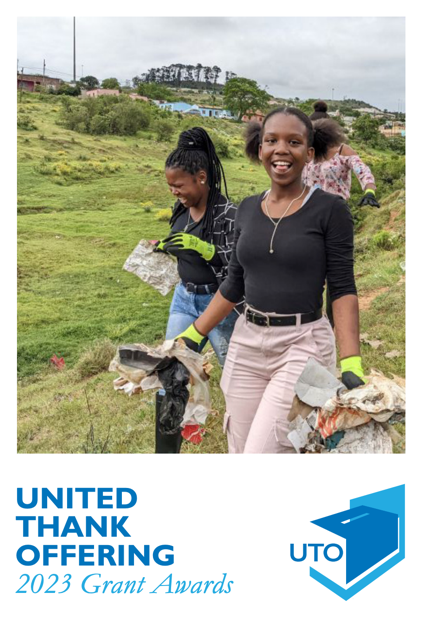 UNITED
THANK
OFFERING
2023 Grant Awards
UTO